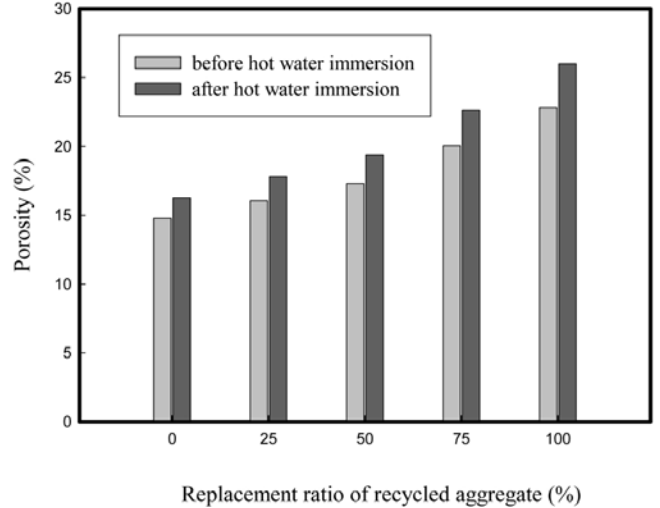 30
25
20
15
10
5
0
Porosity (%)
before hot water immersion
after hot water immersion
0 25 50 75 100
Replacement ratio of recycled aggregate (%)